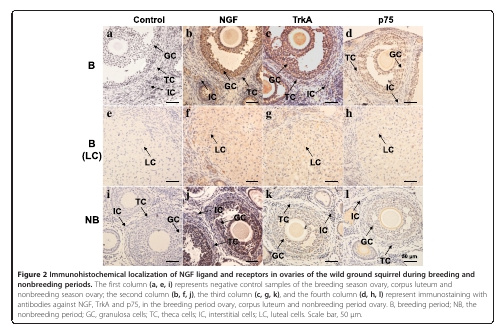 Control NGF TrkA p75
a b c d
B
GC GC TC GC
TC GC IC
IC IC TC TC IC
e f g h
B
(LC)
LC LC LC LC
i j k l
NB
TC IC TC IC
IC GC GC IC
TC GC
GC TC 50 µm
Figure 2 Immunohistochemical localization of NGF ligand and receptors in ovaries of the wild ground squirrel during breeding and
nonbreeding periods. The first column (a, e, i) represents negative control samples of the breeding season ovary, corpus luteum and
nonbreeding season ovary; the second column (b, f, j), the third column (c, g, k), and the fourth column (d, h, l) represent immunostaining with
antibodies against NGF, TrkA and p75, in the breeding period ovary, corpus luteum and nonbreeding period ovary. B, breeding period; NB, the
nonbreeding period; GC, granulosa cells; TC, theca cells; IC, interstitial cells; LC, luteal cells. Scale bar, 50 µm.